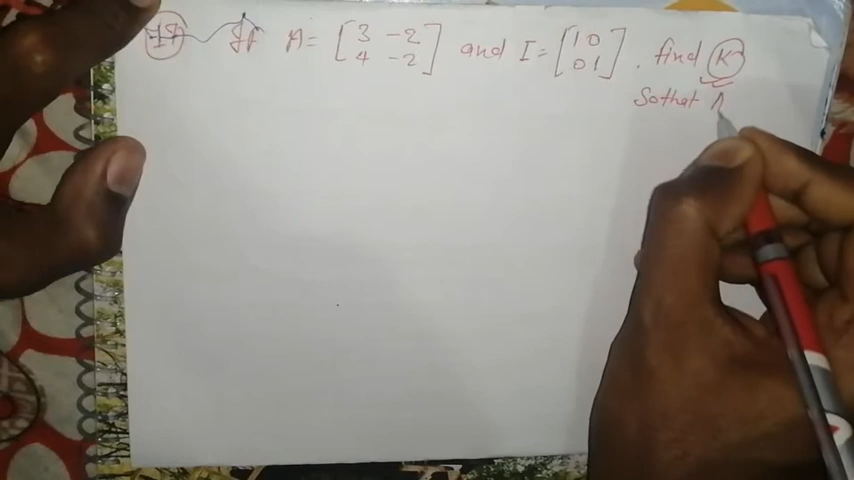 If A = [3 -2 4 -2] and I = [1 0 0 1] . find K
So that A